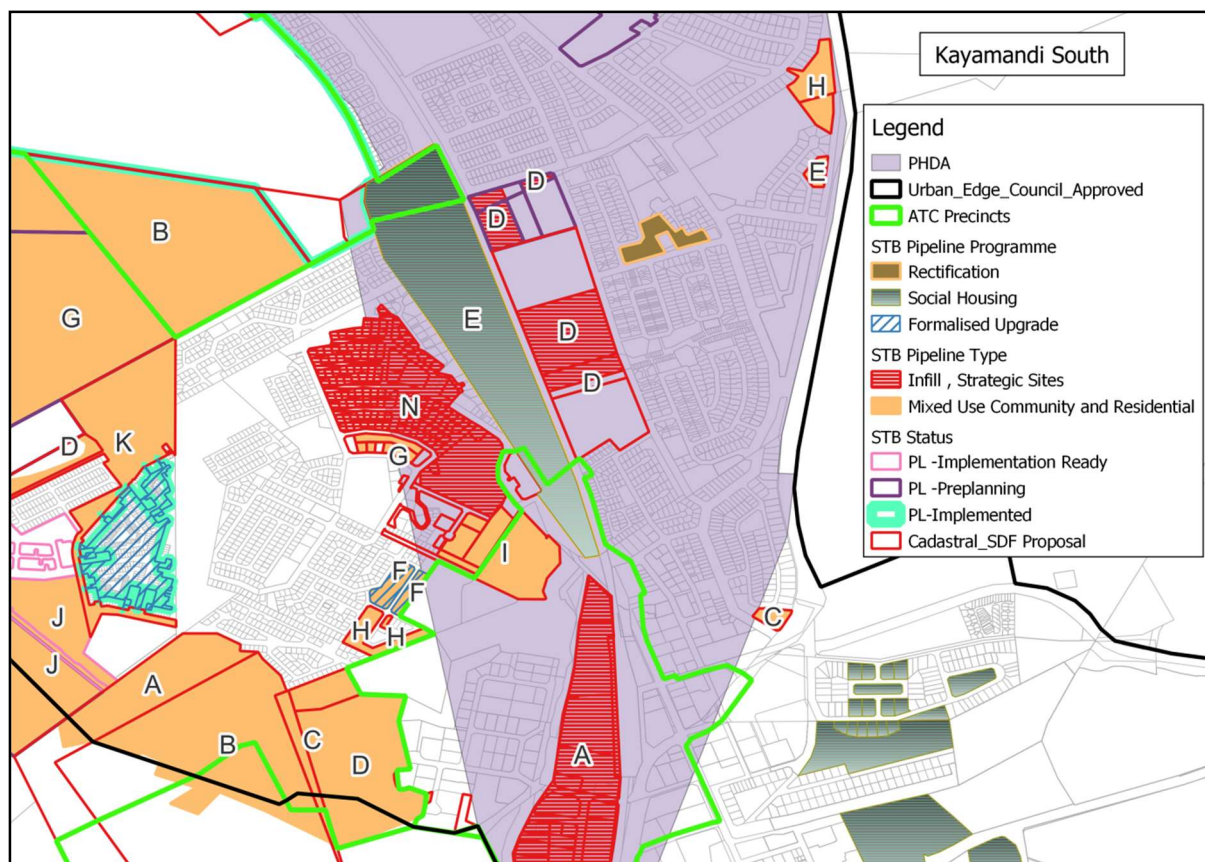 Kayamandi South
Legend
PHDA
Urban_Edge_Council_Approved
ATC Precincts
STB Pipeline Programme
Rectification
Social Housing
Formalised Upgrade
STB Pipeline Type
Infill , Strategic Sites
Mixed Use Community and Residential
STB Status
PL -Implementation Ready
PL -Preplanning
PL-Implemented
Cadastral_SDF Proposal
H
E
D
D
B
G
E
D
D
N
K
D
G
I
F
F
J
H
H
C
J
A
B
C
D
A